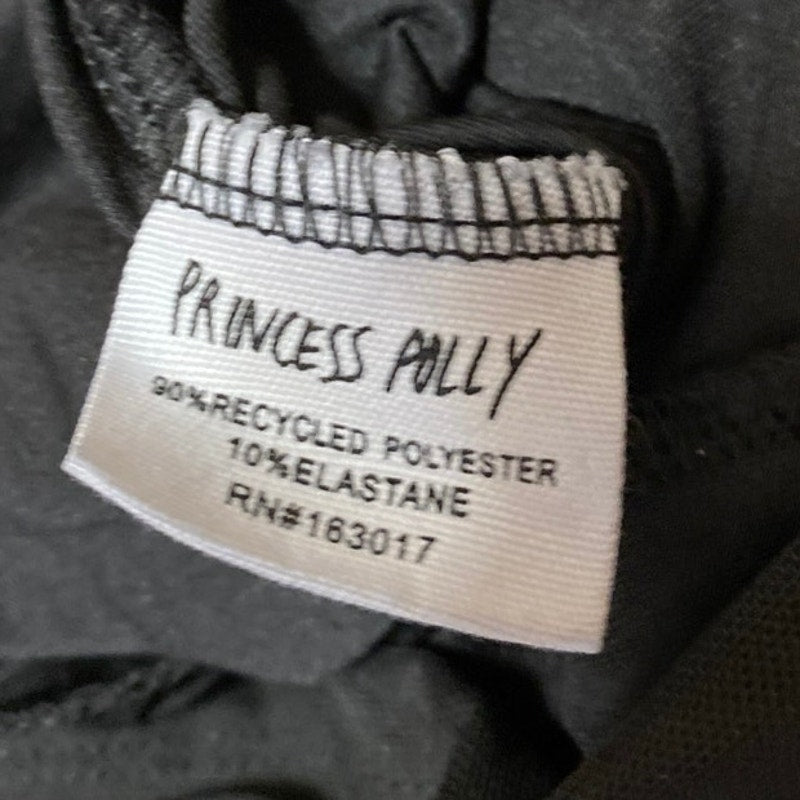 PRINCESS POLLY
90%RECYCLED POLYESTER
10%ELASTANE
RN#163017